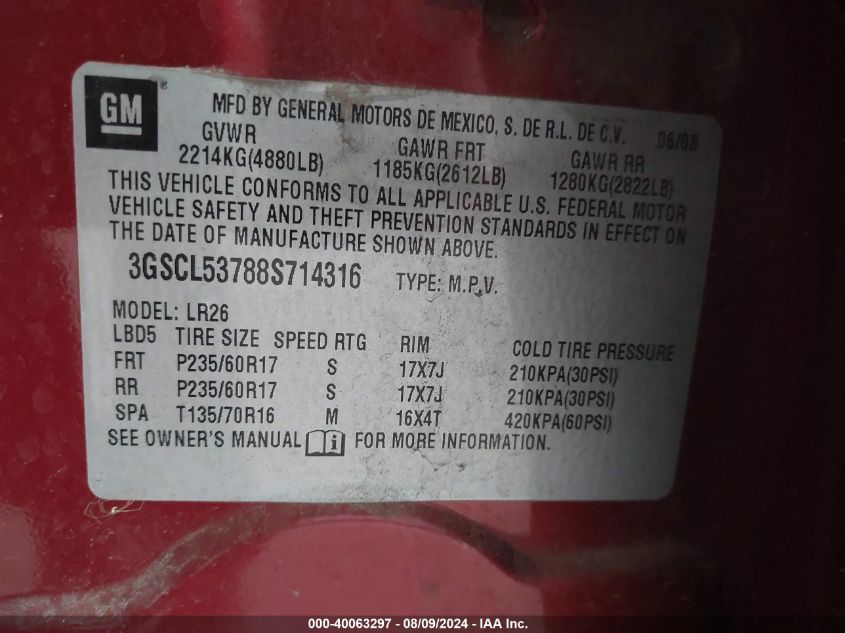 GM ®
MFD BY GENERAL MOTORS DE MEXICO, S. DE R.L. DE C.V. 06/08
GVWR GAWR FRT GAWR RR
2214KG(4880LB) 1185KG(2612LB) 1280KG(2822LB)
THIS VEHICLE CONFORMS TO ALL APPLICABLE U.S. FEDERAL MOTOR
VEHICLE SAFETY AND THEFT PREVENTION STANDARDS IN EFFECT ON
THE DATE OF MANUFACTURE SHOWN ABOVE.
3GSCL53788S714316 TYPE: M.P.V.
MODEL: LR26
LBD5 TIRE SIZE SPEED RTG RIM COLD TIRE PRESSURE
FRT P235/60R17 S 17X7J 210KPA(30PSI)
RR P235/60R17 S 17X7J 210KPA(30PSI)
SPA T135/70R16 M 16X4T 420KPA(60PSI)
SEE OWNER'S MANUAL i FOR MORE INFORMATION.
000-40063297 - 08/09/2024 - IAA Inc.